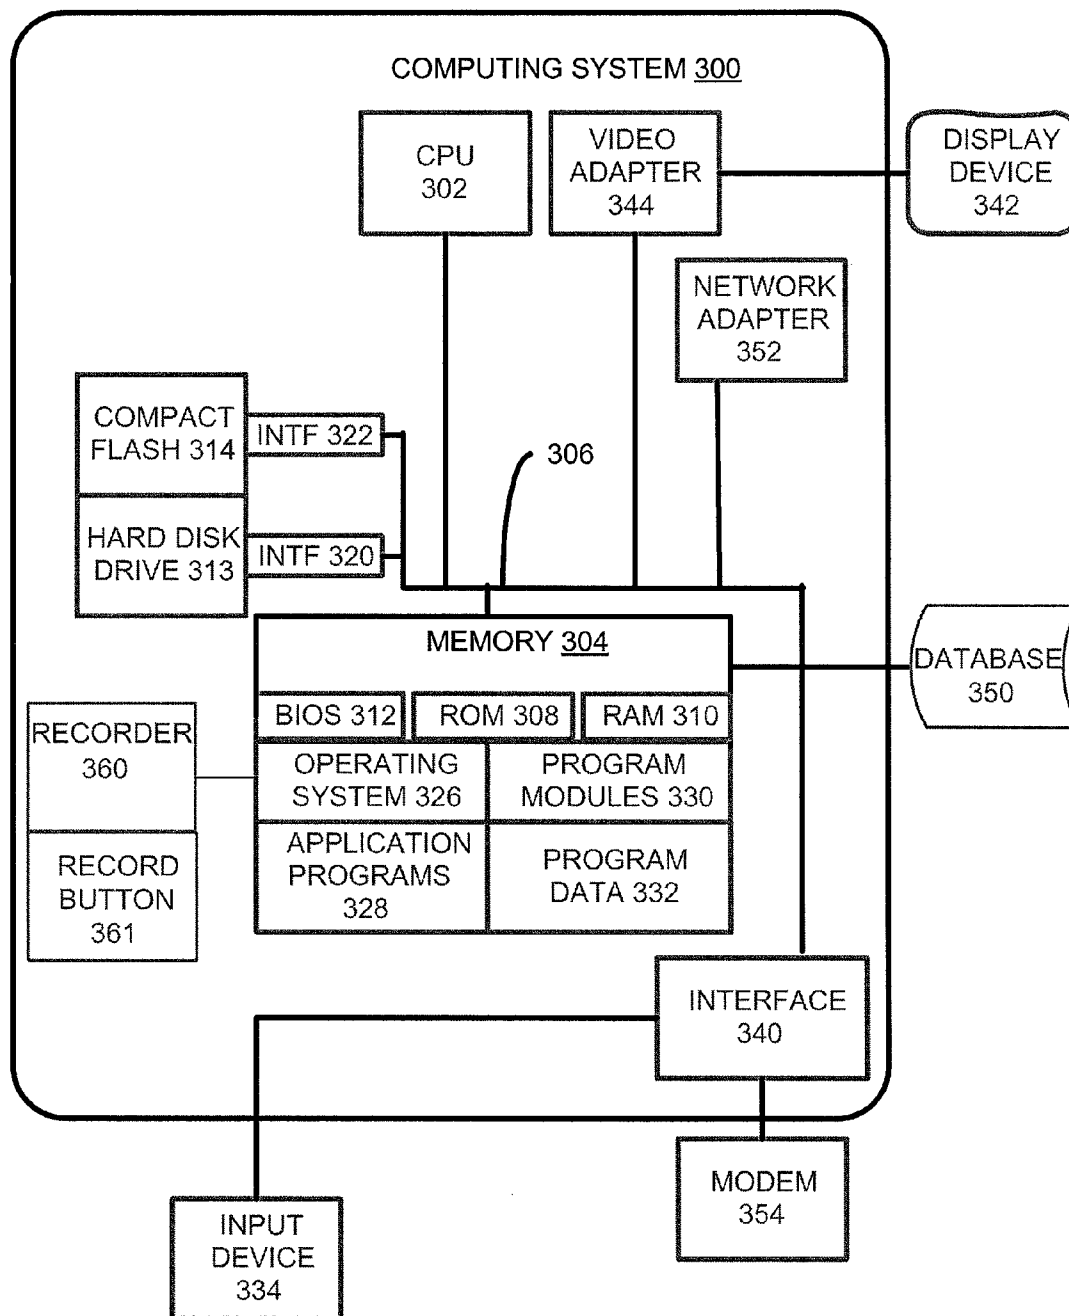 COMPUTING SYSTEM 300
CPU
302
VIDEO
ADAPTER
344
DISPLAY
DEVICE
342
NETWORK
ADAPTER
352
COMPACT
FLASH 314
INTF 322
306
HARD DISK
DRIVE 313
INTF 320
MEMORY 304
DATABASE
350
BIOS 312
ROM 308
RAM 310
RECORDER
360
OPERATING
SYSTEM 326
PROGRAM
MODULES 330
RECORD
BUTTON
361
APPLICATION
PROGRAMS
328
PROGRAM
DATA 332
INTERFACE
340
MODEM
354
INPUT
DEVICE
334